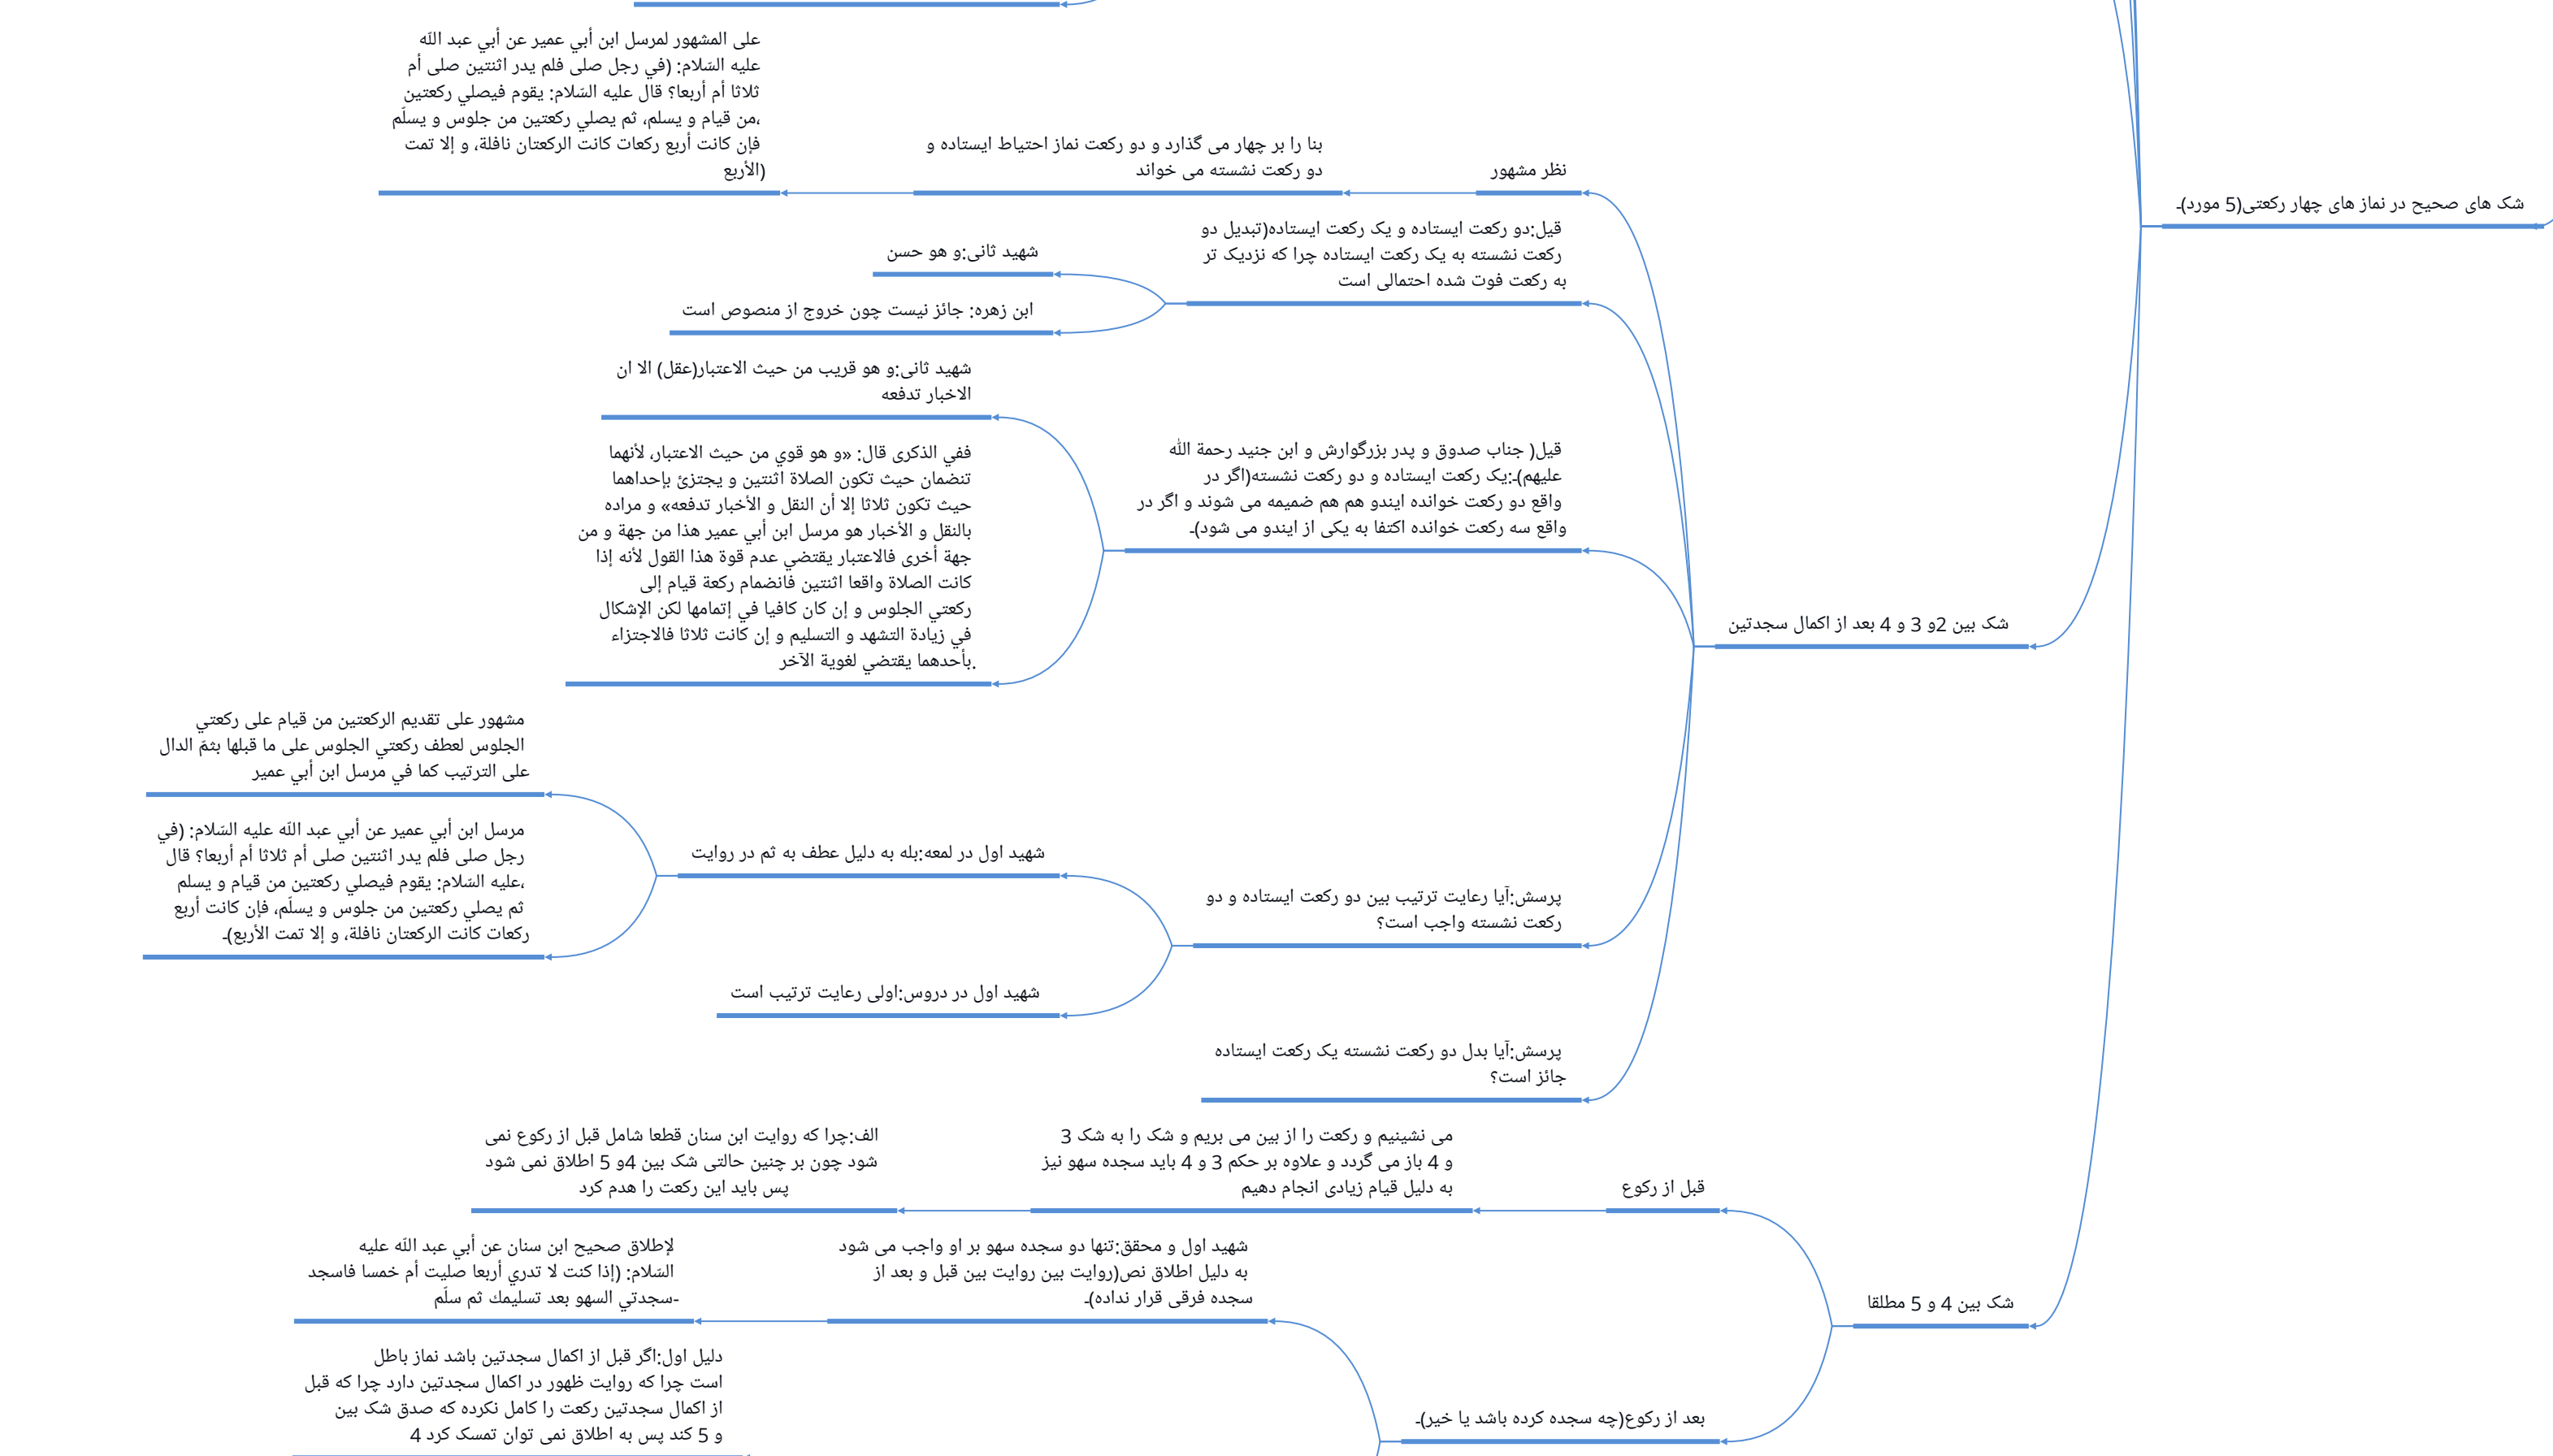 شک های صحیح در نماز های چهار رکعتی(5 مورد)ـ
شک بین 2و 3 و 4 بعد از اکمال سجدتین
نظر مشهور
بنا را بر چهار می گذارد و دو رکعت نماز احتیاط ایستاده و
دو رکعت نشسته می خواند
على المشهور لمرسل ابن أبي عمير عن أبي عبد اللّه
عليه السّلام: (في رجل صلى فلم يدر اثنتين صلى أم
ثلاثا أم أربعا؟ قال عليه السّلام: يقوم فيصلي ركعتين
من قيام و يسلم، ثم يصلي ركعتين من جلوس و يسلّم،
فإن كانت أربع ركعات كانت الركعتان نافلة، و إلا تمت
الأربع)
قیل:دو رکعت ایستاده و یک رکعت ایستاده(تبدیل دو
رکعت نشسته به یک رکعت ایستاده چرا که نزدیک تر
به رکعت فوت شده احتمالی است
شهید ثانی:و هو حسن
ابن زهره: جائز نیست چون خروج از منصوص است
قیل( جناب صدوق و پدر بزرگوارش و ابن جنید رحمة الله
علیهم)ـ:یک رکعت ایستاده و دو رکعت نشسته(اگر در
واقع دو رکعت خوانده ایندو هم هم ضمیمه می شوند و اگر در
واقع سه رکعت خوانده اکتفا به یکی از ایندو می شود)ـ
شهید ثانی:و هو قریب من حیث الاعتبار(عقل) الا ان
الاخبار تدفعه
ففي الذكرى قال: «و هو قوي من حيث الاعتبار، لأنهما
تنضمان حيث تكون الصلاة اثنتين و يجتزئ بإحداهما
حيث تكون ثلاثا إلا أن النقل و الأخبار تدفعه» و مراده
بالنقل و الأخبار هو مرسل ابن أبي عمير هذا من جهة و من
جهة أخرى فالاعتبار يقتضي عدم قوة هذا القول لأنه إذا
كانت الصلاة واقعا اثنتين فانضمام ركعة قيام إلى
ركعتي الجلوس و إن كان كافيا في إتمامها لكن الإشكال
في زيادة التشهد و التسليم و إن كانت ثلاثا فالاجتزاء
بأحدهما يقتضي لغوية الآخر.
پرسش:آیا رعایت ترتیب بین دو رکعت ایستاده و دو
رکعت نشسته واجب است؟
شهید اول در لمعه:بله به دلیل عطف به ثم در روایت
مشهور على تقديم الركعتين من قيام على ركعتي
الجلوس لعطف ركعتي الجلوس على ما قبلها بثمّ الدال
على الترتيب كما في مرسل ابن أبي عمير
مرسل ابن أبي عمير عن أبي عبد اللّه عليه السّلام: (في
رجل صلى فلم يدر اثنتين صلى أم ثلاثا أم أربعا؟ قال
عليه السّلام: يقوم فيصلي ركعتين من قيام و يسلم،
ثم يصلي ركعتين من جلوس و يسلّم، فإن كانت أربع
ركعات كانت الركعتان نافلة، و إلا تمت الأربع)ـ
شهید اول در دروس:اولی رعایت ترتیب است
پرسش:آیا بدل دو رکعت نشسته یک رکعت ایستاده
جائز است؟
شک بین 4 و 5 مطلقا
قبل از رکوع
می نشینیم و رکعت را از بین می بریم و شک را به شک 3
و 4 باز می گردد و علاوه بر حکم 3 و 4 باید سجده سهو نیز
به دلیل قیام زیادی انجام دهیم
الف:چرا که روایت ابن سنان قطعا شامل قبل از رکوع نمی
شود چون بر چنین حالتی شک بین 4و 5 اطلاق نمی شود
پس باید این رکعت را هدم کرد
بعد از رکوع(چه سجده کرده باشد یا خیر)ـ
شهید اول و محقق:تنها دو سجده سهو بر او واجب می شود
به دلیل اطلاق نص(روایت بین روایت بین قبل و بعد از
سجده فرقی قرار نداده)ـ
لإطلاق صحيح ابن سنان عن أبي عبد اللّه عليه
السّلام: (إذا كنت لا تدري أربعا صليت أم خمسا فاسجد
سجدتي السهو بعد تسليمك ثم سلّم-
دلیل اول:اگر قبل از اکمال سجدتین باشد نماز باطل
است چرا که روایت ظهور در اکمال سجدتین دارد چرا که قبل
از اکمال سجدتین رکعت را کامل نکرده که صدق شک بین
4 و 5 کند پس به اطلاق نمی توان تمسک کرد